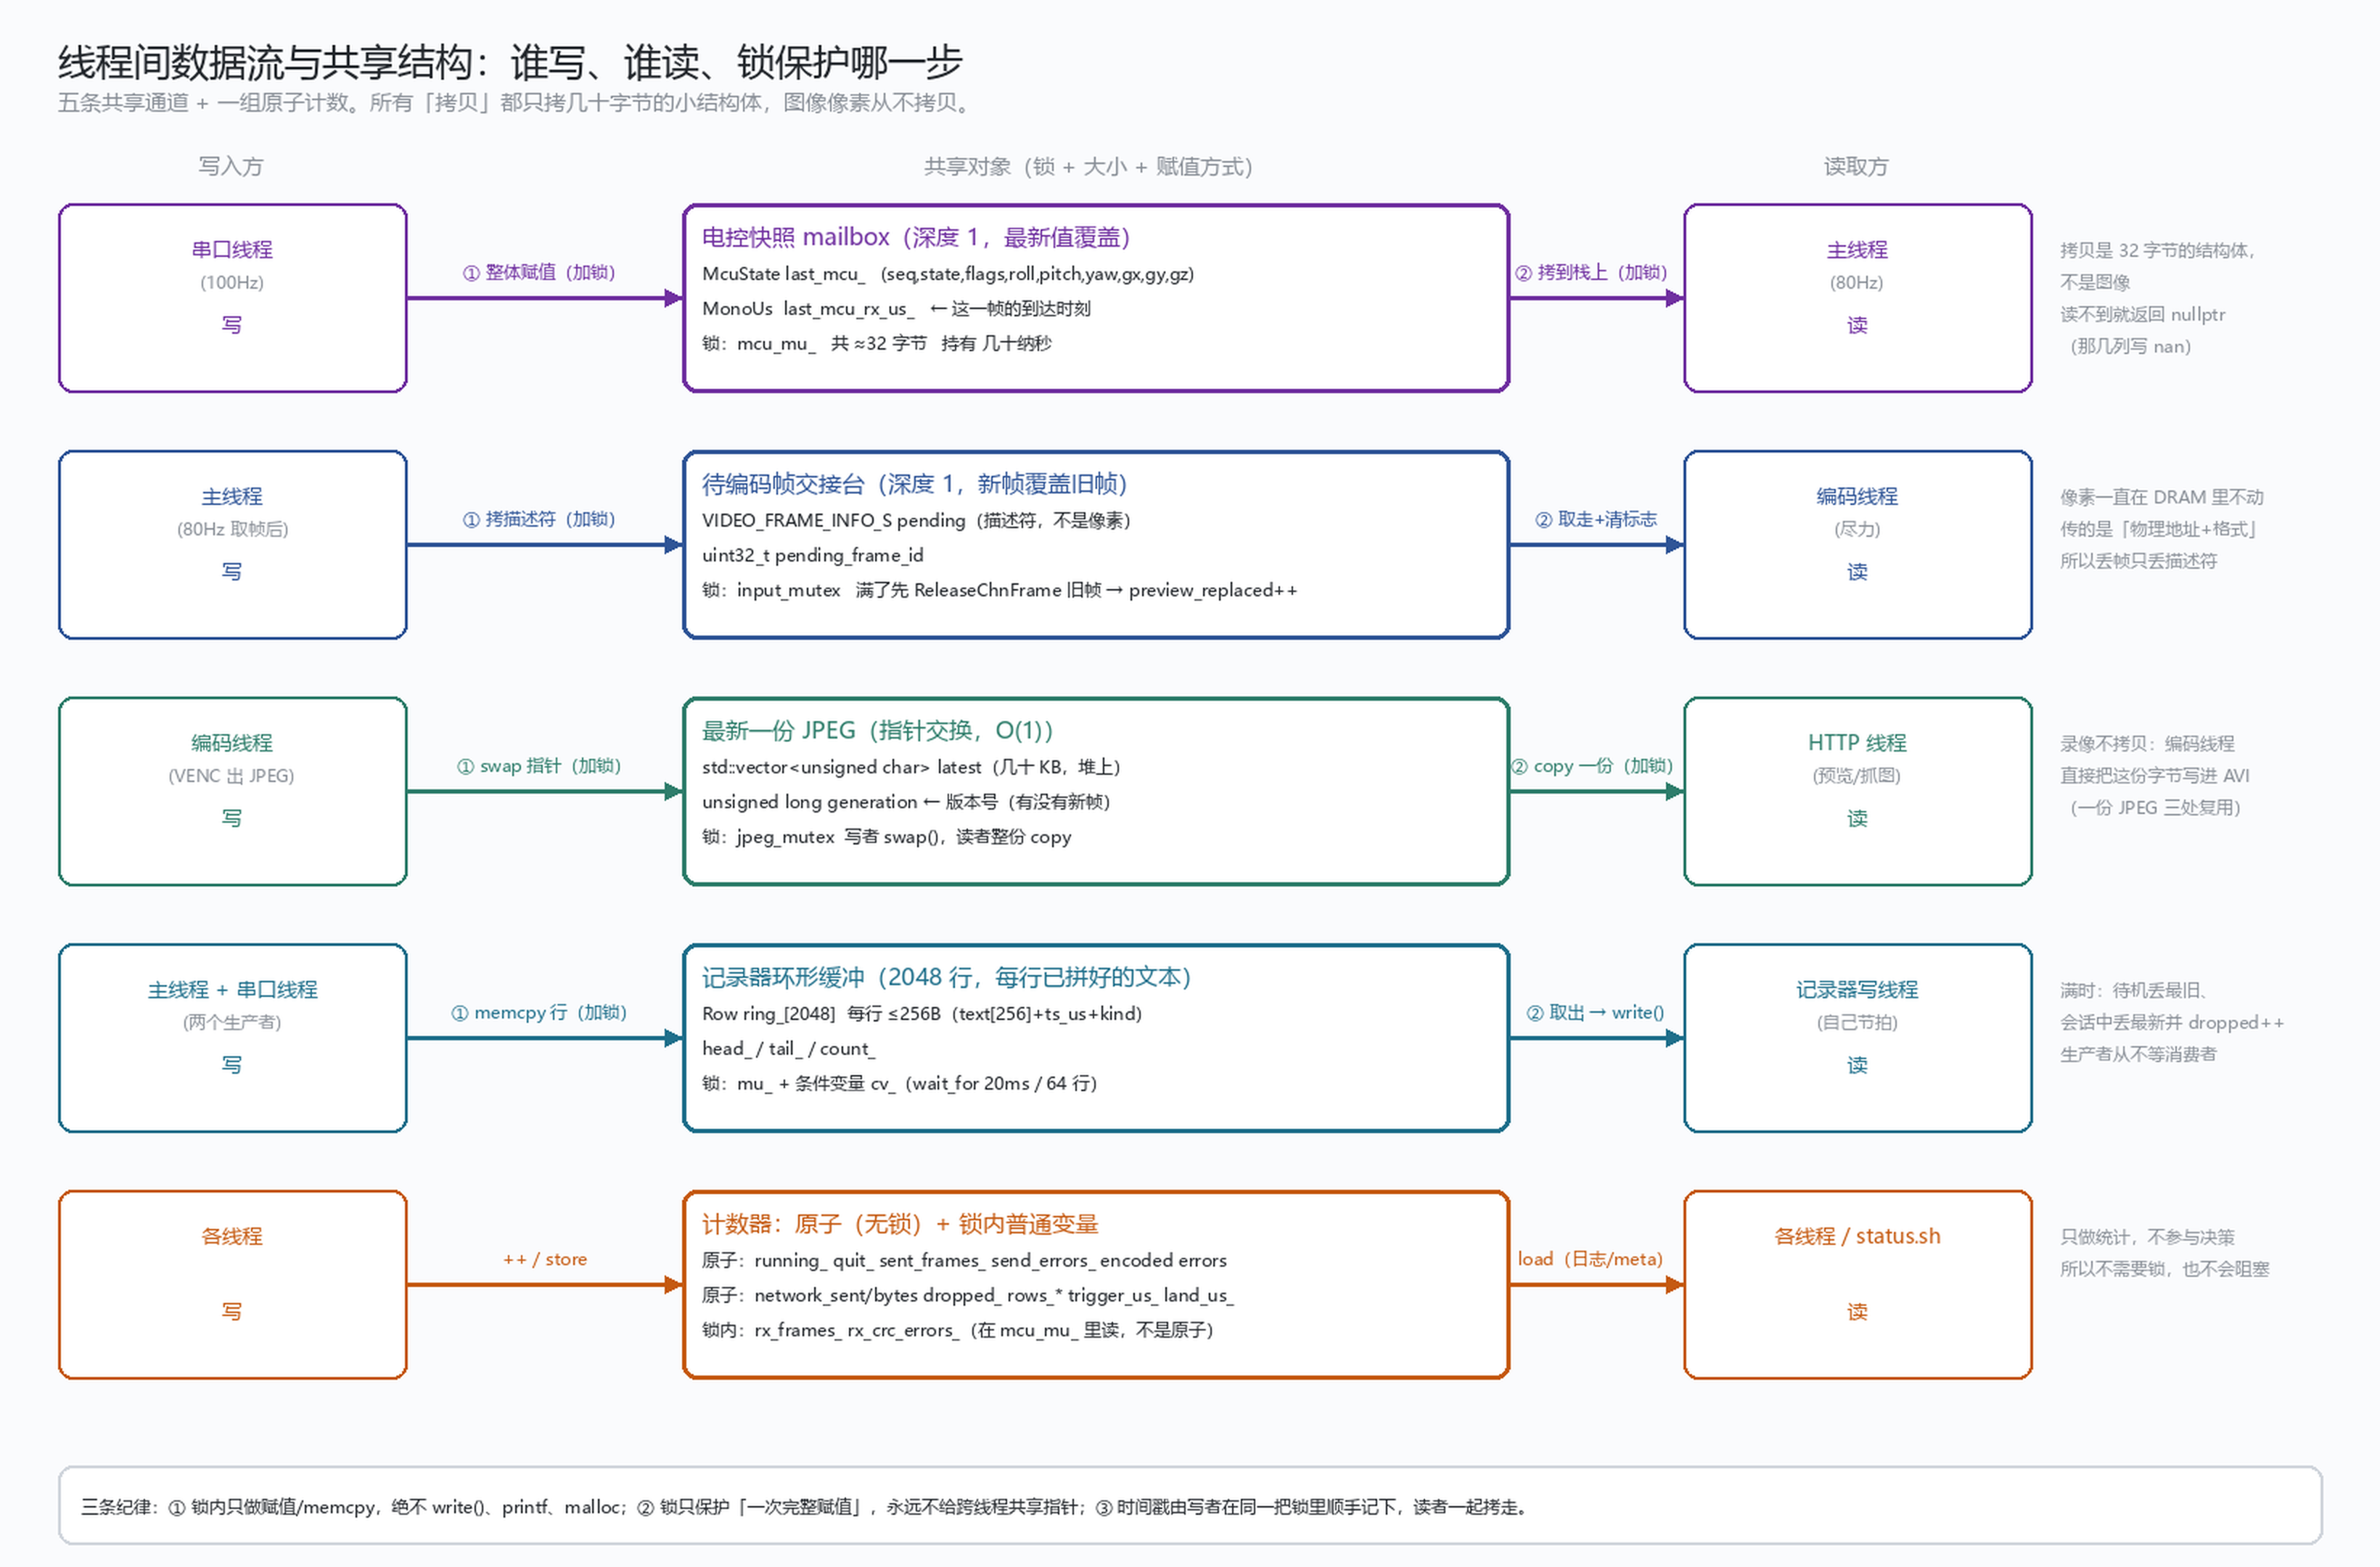 线程间数据流与共享结构：谁写、谁读、锁保护哪一步
五条共享通道 + 一组原子计数。所有「拷贝」都只拷几十字节的小结构体，图像像素从不拷贝。
写入方
共享对象（锁 + 大小 + 赋值方式）
读取方
串口线程
(100Hz)
写
① 整体赋值（加锁）
电控快照 mailbox（深度 1，最新值覆盖）
McuState last_mcu_ (seq,state,flags,roll,pitch,yaw,gx,gy,gz)
MonoUs last_mcu_rx_us_ ← 这一帧的到达时刻
锁：mcu_mu_ 共 ≈32 字节 持有 几十纳秒
② 拷到栈上（加锁）
主线程
(80Hz)
读
拷贝是 32 字节的结构体，
不是图像
读不到就返回 nullptr
（那几列写 nan）
主线程
(80Hz 取帧后)
写
① 拷描述符（加锁）
待编码帧交接台（深度 1，新帧覆盖旧帧）
VIDEO_FRAME_INFO_S pending（描述符，不是像素）
uint32_t pending_frame_id
锁：input_mutex 满了先 ReleaseChnFrame 旧帧 → preview_replaced++
② 取走+清标志
编码线程
(尽力)
读
像素一直在 DRAM 里不动
传的是「物理地址+格式」
所以丢帧只丢描述符
编码线程
(VENC 出 JPEG)
写
① swap 指针（加锁）
最新一份 JPEG（指针交换，O(1)）
std::vector<unsigned char> latest（几十 KB，堆上）
unsigned long generation ← 版本号（有没有新帧）
锁：jpeg_mutex 写者 swap()，读者整份 copy
② copy 一份（加锁）
HTTP 线程
(预览/抓图)
读
录像不拷贝：编码线程
直接把这份字节写进 AVI
（一份 JPEG 三处复用）
主线程 + 串口线程
(两个生产者)
写
① memcpy 行（加锁）
记录器环形缓冲（2048 行，每行已拼好的文本）
Row ring_[2048] 每行 ≤256B（text[256]+ts_us+kind）
head_ / tail_ / count_
锁：mu_ + 条件变量 cv_（wait_for 20ms / 64 行）
② 取出 → write()
记录器写线程
(自己节拍)
读
满时：待机丢最旧、
会话中丢最新并 dropped++
生产者从不等消费者
各线程
写
++ / store
计数器：原子（无锁）+ 锁内普通变量
原子：running_ quit_ sent_frames_ send_errors_ encoded errors
原子：network_sent/bytes dropped_ rows_* trigger_us_ land_us_
锁内：rx_frames_ rx_crc_errors_（在 mcu_mu_ 里读，不是原子）
load（日志/meta）
各线程 / status.sh
读
只做统计，不参与决策
所以不需要锁，也不会阻塞
三条纪律：① 锁内只做赋值/memcpy，绝不 write()、printf、malloc；② 锁只保护「一次完整赋值」，永远不给跨线程共享指针；③ 时间戳由写者在同一把锁里顺手记下，读者一起拷走。